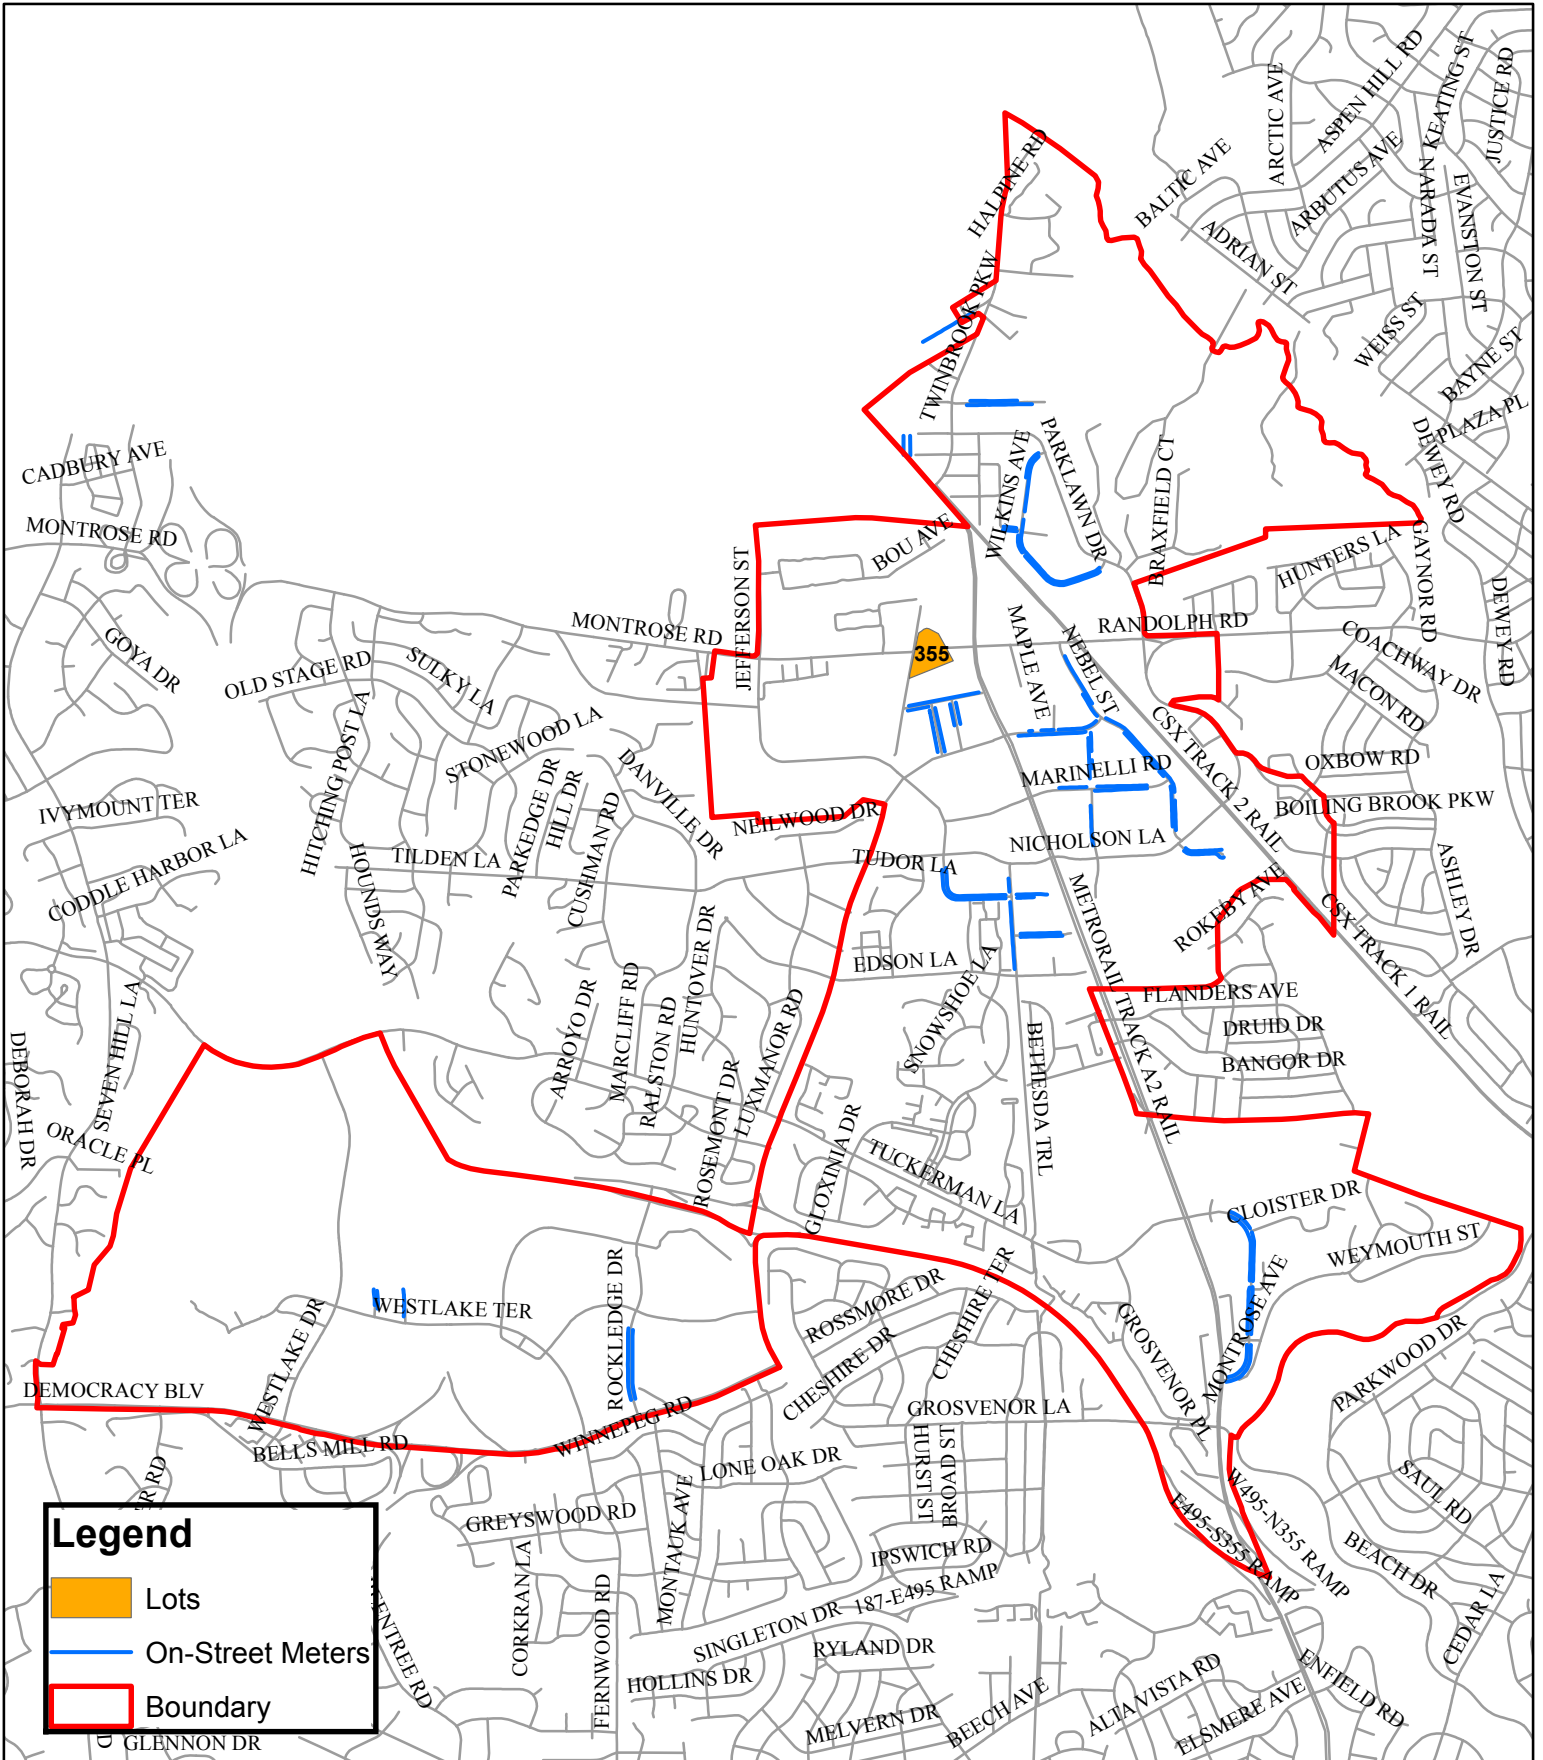 KEATING ST
ASPEN HILL RD
JUSTICE RD
ARCTIC AVE
BALTIC AVE
ARBUTUS AVE
HALPINE RD
NARADA ST
EVANSTON ST
ADRIAN ST
TWINBROOK PKW
WEISS ST
BAYNE ST
PLAZA PL
CADBURY AVE
WILKINS AVE
PARKLAWN DR
BRAXFIELD CT
DEWEY RD
MONTROSE RD
BOU AVE
HUNTERS LA
GAYNOR RD
JEFFERSON ST
DEWEY RD
MONTROSE RD
RANDOLPH RD
GOYA DR
OLD STAGE RD
SULKY LA
355
MAPLE AVE
NEBEL ST
COACHWAY DR
MACON RD
HITCHING POST LA
STONEWOOD LA
CSX TRACK 2 RAIL
DANVILLE DR
PARKEDGE DR
HILL DR
CUSHMAN RD
MARINELLI RD
OXBOW RD
IVYMOUNT TER
BOILING BROOK PKW
NEILWOOD DR
CODDLE HARBOR LA
HOUNDS WAY
TILDEN LA
TUDOR LA
NICHOLSON LA
ASHLEY DR
METRORAIL TRACK A2 RAIL
ROKEBY AVE
CSX TRACK 1 RAIL
HUNTOVER DR
EDSON LA
SNOWSHOE LA
SEVEN HILL LA
ARROYO DR
MARCLIFF RD
RALSTON RD
LUXMANOR RD
FLANDERS AVE
DRUID DR
BANGOR DR
DEBORAH DR
BETHESDA TRL
ROSEMONT DR
ORACLE PL
GLOXINIA DR
TUCKERMAN LA
CLOISTER DR
WEYMOUTH ST
ROCKLEDGE DR
WESTLAKE TER
WESTLAKE DR
ROSSMORE DR
CHESHIRE TER
CHESHIRE DR
GROSVENOR PL
MONTROSE AVE
PARKWOOD DR
DEMOCRACY BLV
WINNEPEG RD
GROSVENOR LA
BELLS MILL RD
HURST ST
BROAD ST
LONE OAK DR
ER RD
E495-S355 RAMP
W495-N355 RAMP
SAUL RD
GREYSWOOD RD
MONTAUK AVE
IPSWICH RD
BEACH DR
CORKRAN LA
FERNWOOD RD
187-E495 RAMP
SINGLETON DR
CEDAR LA
ENTREE RD
RYLAND DR
HOLLINS DR
ALTA VISTA RD
ENFIELD RD
BEECH AVE
ELSMERE AVE
MELVERN DR
Legend
Lots
On-Street Meters
Boundary
D
GLENNON DR